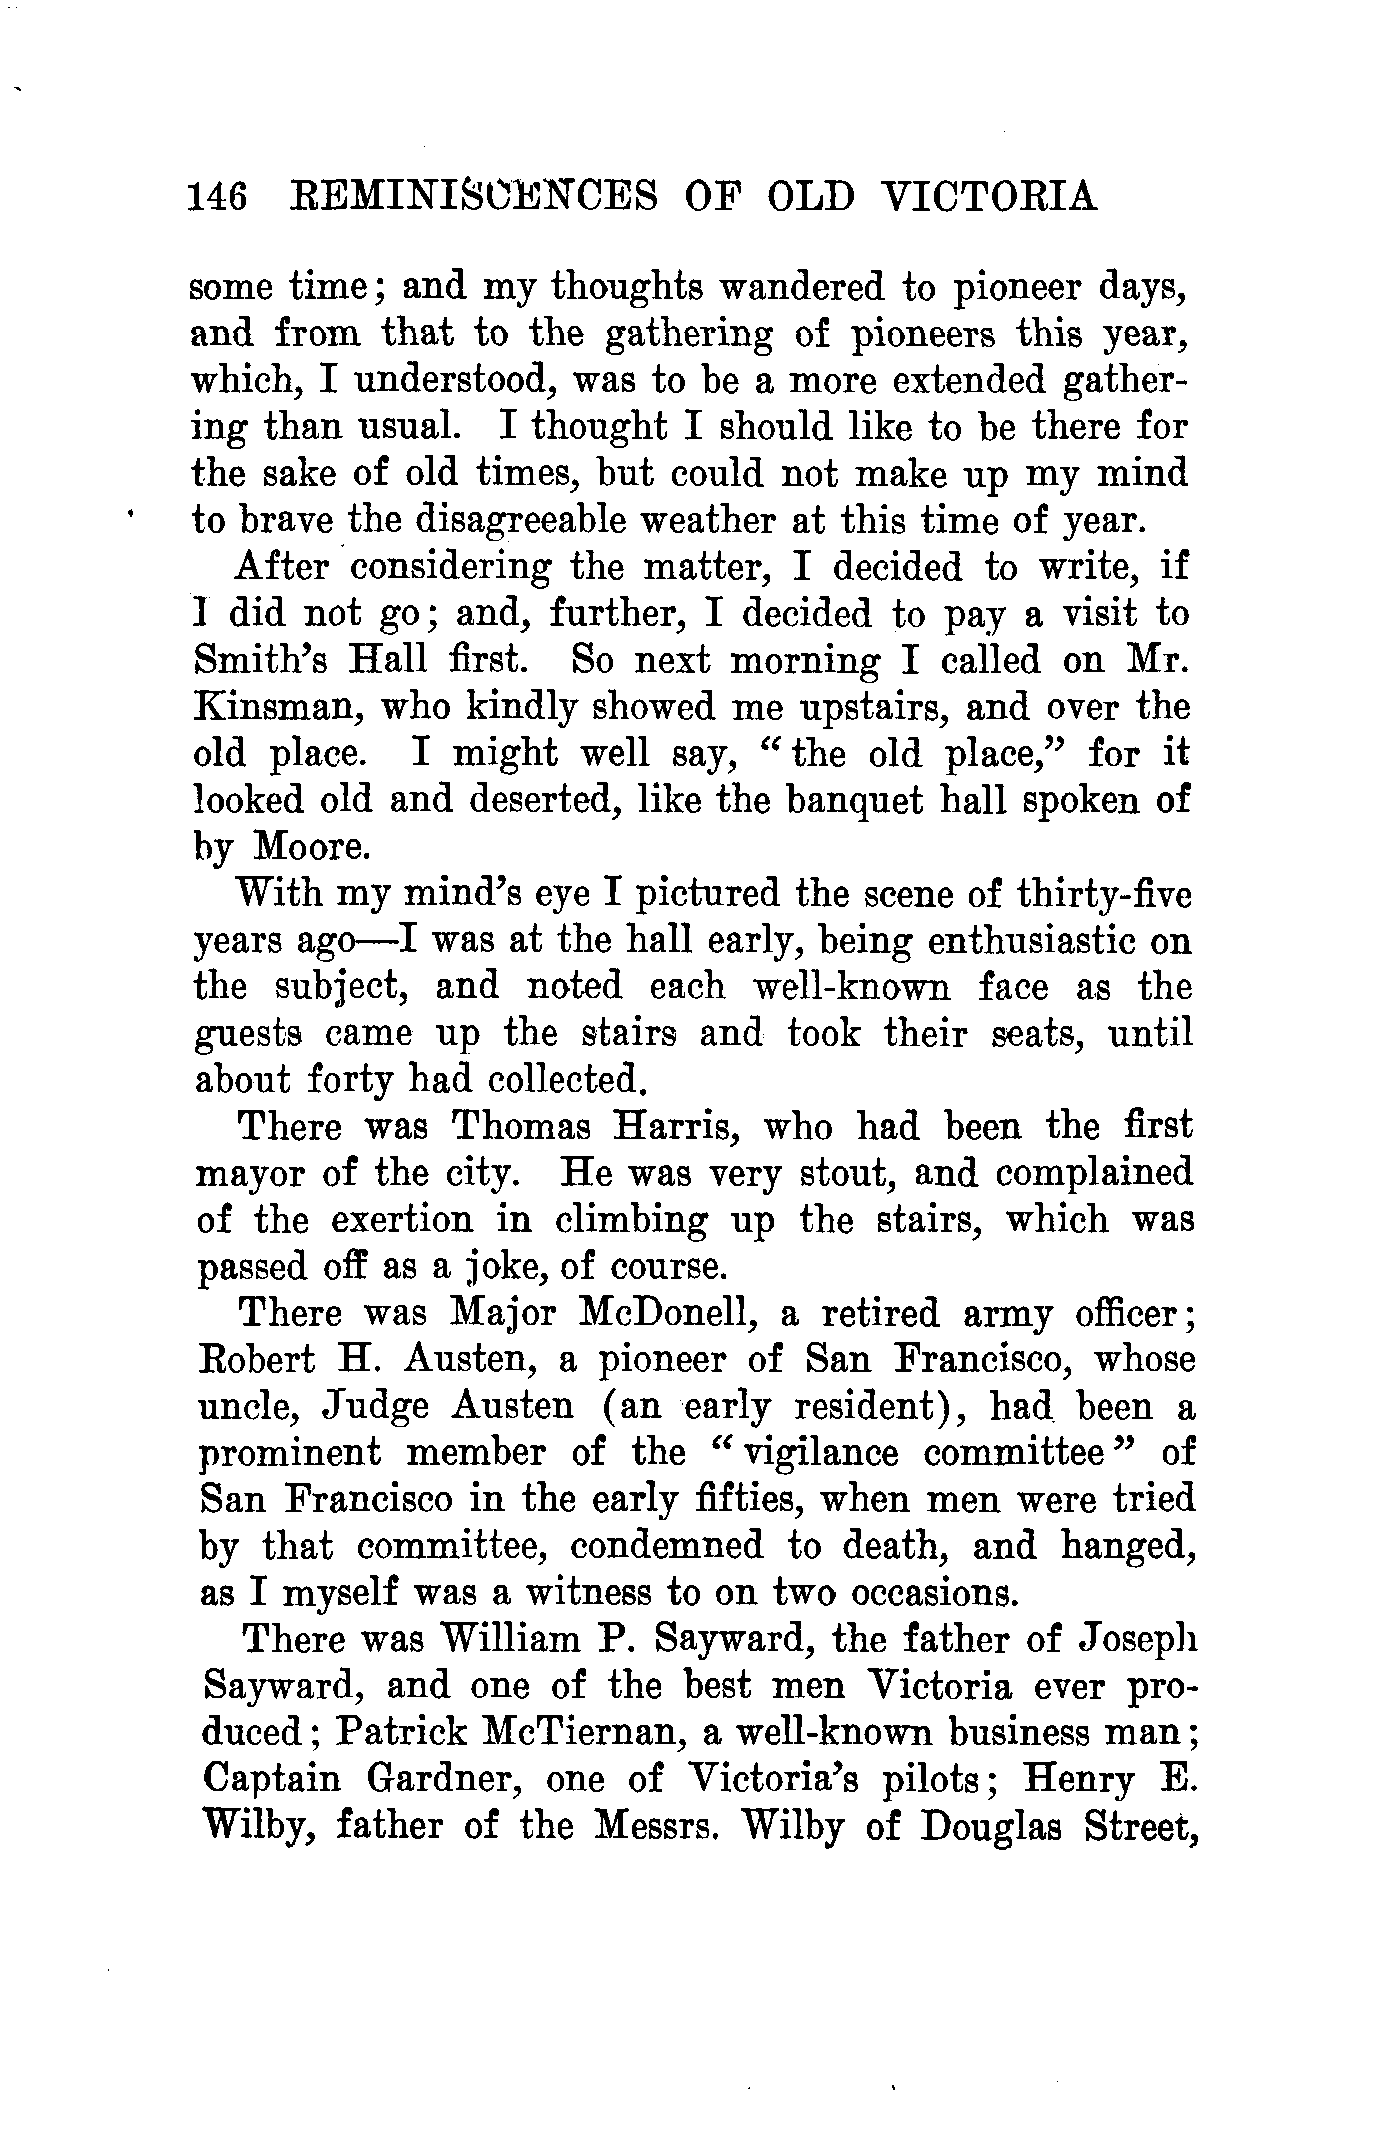 146 REMINISCENCES OF OLD VICTORIA
some time; and my thoughts wandered to pioneer days,
and from that to the gathering of pioneers this year,
which, I understood, was to be a more extended gather-
ing than usual. I thought I should like to be there for
the sake of old times, but could not make up my mind
to brave the disagreeable weather at this time of year.
After considering the matter, I decided to write, if
I did not go; and, further, I decided to pay a visit to
Smith's Hall first. So next morning I called on Mr.
Kinsman, who kindly showed me upstairs, and over the
old place. I might well say, "the old place," for it
looked old and deserted, like the banquet hall spoken of
by Moore.
With my mind's eye I pictured the scene of thirty-five
years ago—I was at the hall early, being enthusiastic on
the subject, and noted each well-known face as the
guests came up the stairs and took their seats, until
about forty had collected.
There was Thomas Harris, who had been the first
mayor of the city. He was very stout, and complained
of the exertion in climbing up the stairs, which was
passed off as a joke, of course.
There was Major McDonell, a retired army officer;
Robert H. Austen, a pioneer of San Francisco, whose
uncle, Judge Austen (an early resident), had been a
prominent member of the "vigilance committee" of
San Francisco in the early fifties, when men were tried
by that committee, condemned to death, and hanged,
as I myself was a witness to on two occasions.
There was William P. Sayward, the father of Joseph
Sayward, and one of the best men Victoria ever pro-
duced; Patrick McTiernan, a well-known business man;
Captain Gardner, one of Victoria's pilots; Henry E.
Wilby, father of the Messrs. Wilby of Douglas Street,